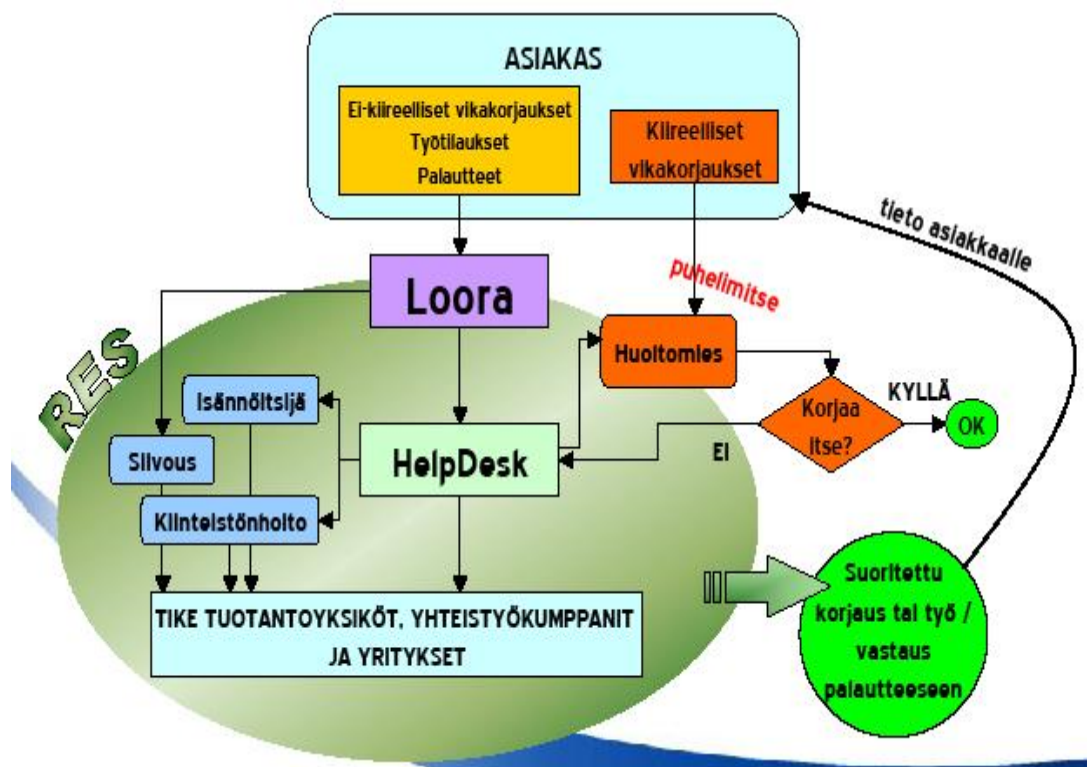 ASIAKAS
Ei-kiireelliset vikakorjaukset
Työtilaukset
Palautteet
Kiireelliset
vikakorjaukset
tieto asiakkaalle
puhelimitse
Loora
Huoltomies
RES
Isännöitsijä
Korjaa
itse?
KYLLÄ
OK
Siivous
HelpDesk
EI
Kiinteistönhoito
Suoritettu
korjaus tai työ /
vastaus
palautteeseen
TIKE TUOTANTOYKSIKÖT, YHTEISTYÖKUMPPANIT
JA YRITYKSET